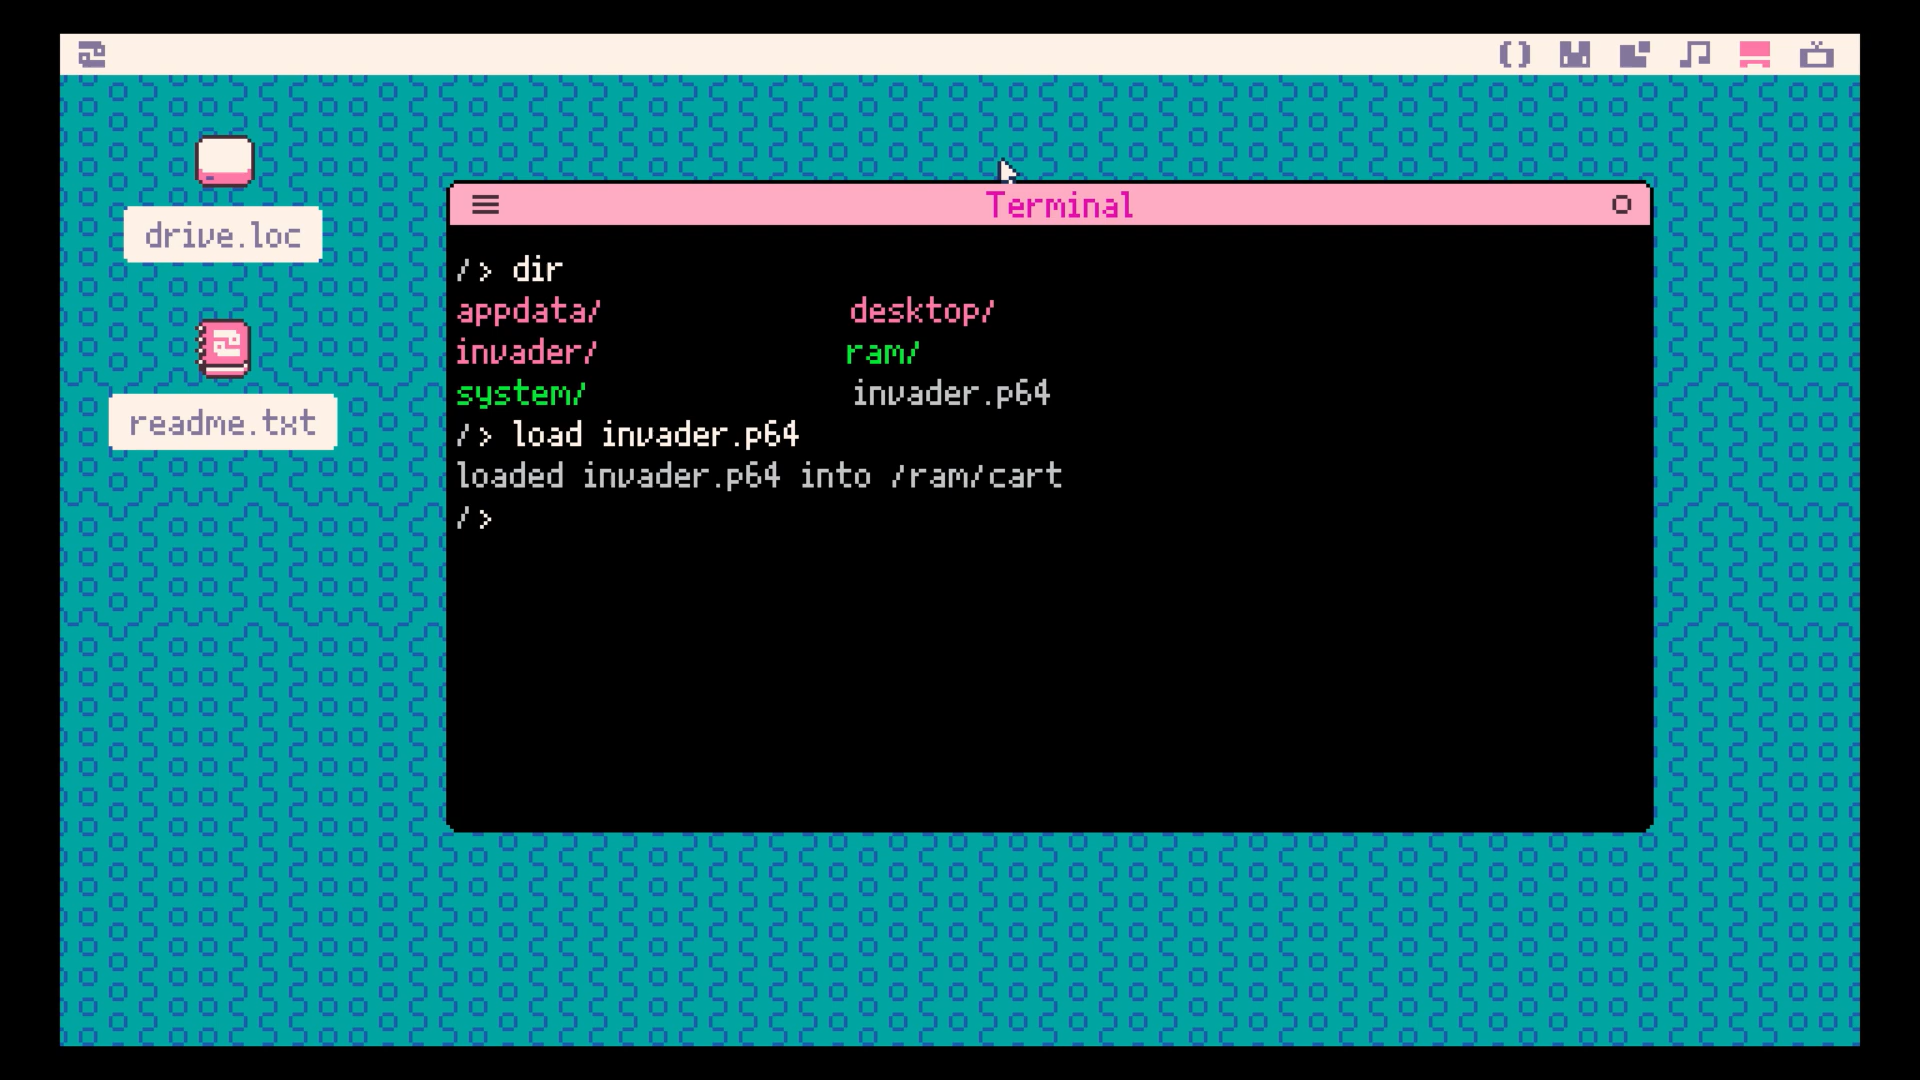 drive.loc
readme.txt
Terminal
/> dir
appdata/ desktop/
invader/ ram/
system/ invader.p64
/> load invader.p64
loaded invader.p64 into /ram/cart
/>